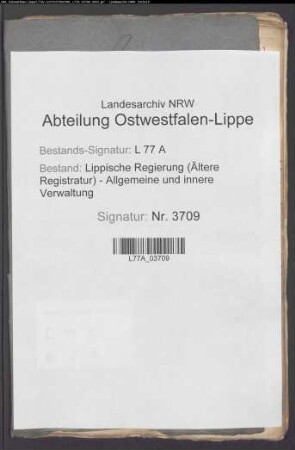 Landesarchiv NRW
Abteilung Ostwestfalen-Lippe
Bestands-Signatur: L 77 A
Bestand: Lippische Regierung (Ältere
Registratur) - Allgemeine und innere
Verwaltung
Signatur: Nr. 3709
L77A_03709